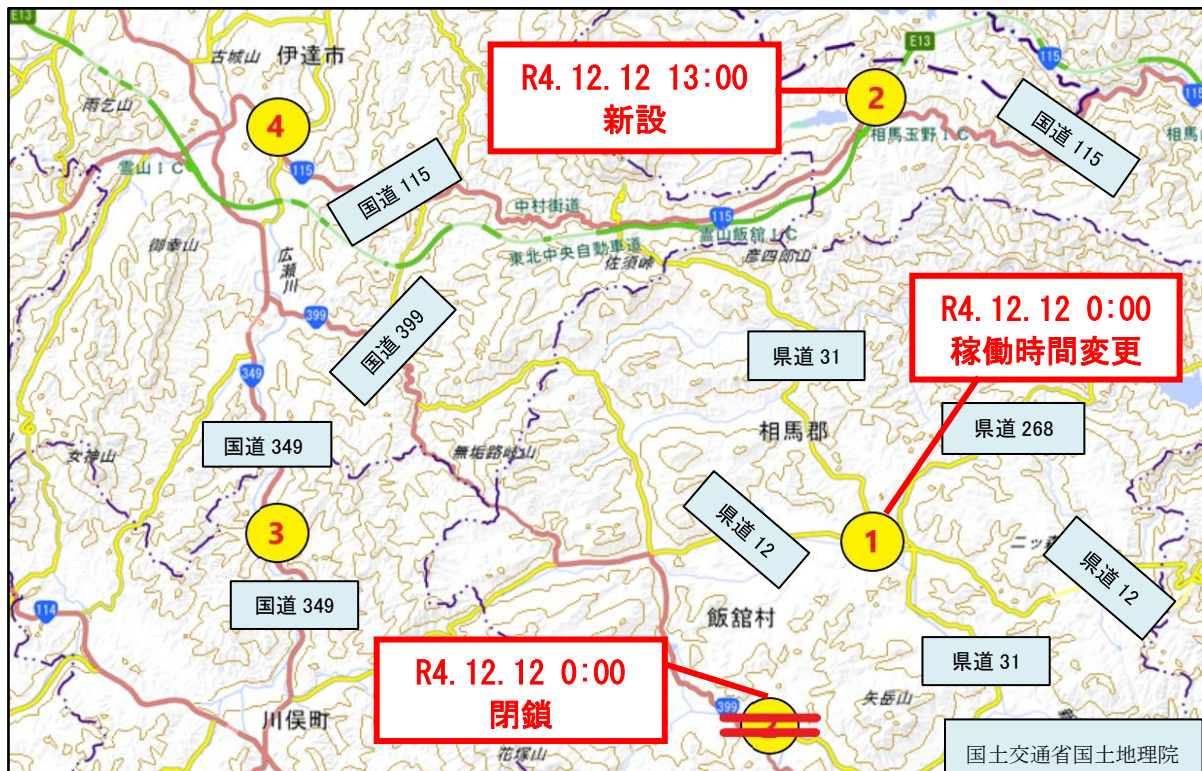 E13
古城山
伊達市
雨乞山
4
霊山IC
115
国道 115
R4.12.12 13:00
新設
2
E13
115
115
相馬玉野IC
相馬
国道 115
中村街道
115
霊山飯舘IC
東北中央自動車道
佐須峠
彦四郎山
御幸山
広瀬川
399
国道 399
R4.12.12 0:00
稼働時間変更
県道 31
349
国道 349
女神山
無垢路岐山
相馬郡
県道 268
3
県道 12
1
県道 12
国道 349
114
飯舘村
R4.12.12 0:00
閉鎖
県道 31
399
矢岳山
川俣町
花塚山
国土交通省国土地理院